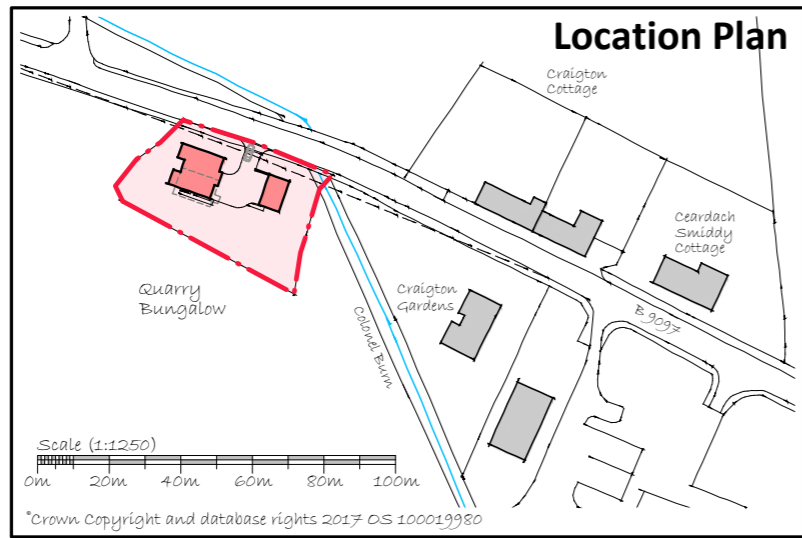 Location Plan
Craigton
Cottage
Ceardach
Smiddy
Cottage
Quarry
Bungalow
Craigton
Gardens
B 9097
Colonel Burn
Scale (1:1250)
0m 20m 40m 60m 80m 100m
*Crown Copyright and database rights 2017 OS 100019980